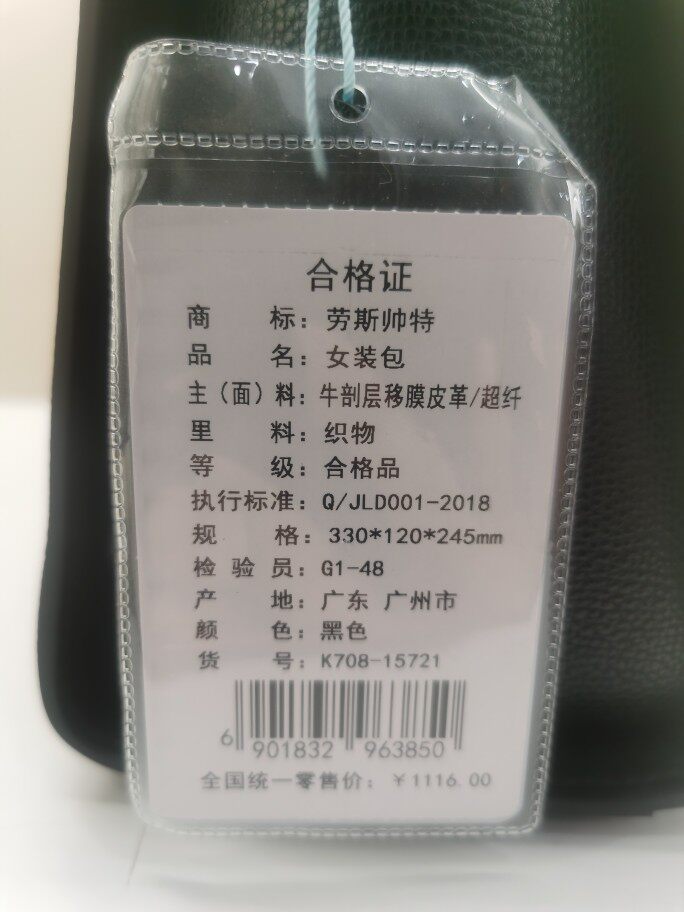 合格证
商 标：劳斯帅特
品 名：女装包
主（面）料：牛剖层移膜皮革/超纤
里 料：织物
等 级：合格品
执行标准：Q/JLD001-2018
规 格：330*120*245mm
检 验 员：G1-48
产 地：广东 广州市
颜 色：黑色
货 号：K708-15721
6 901832 963850
全国统一零售价：￥1116.00